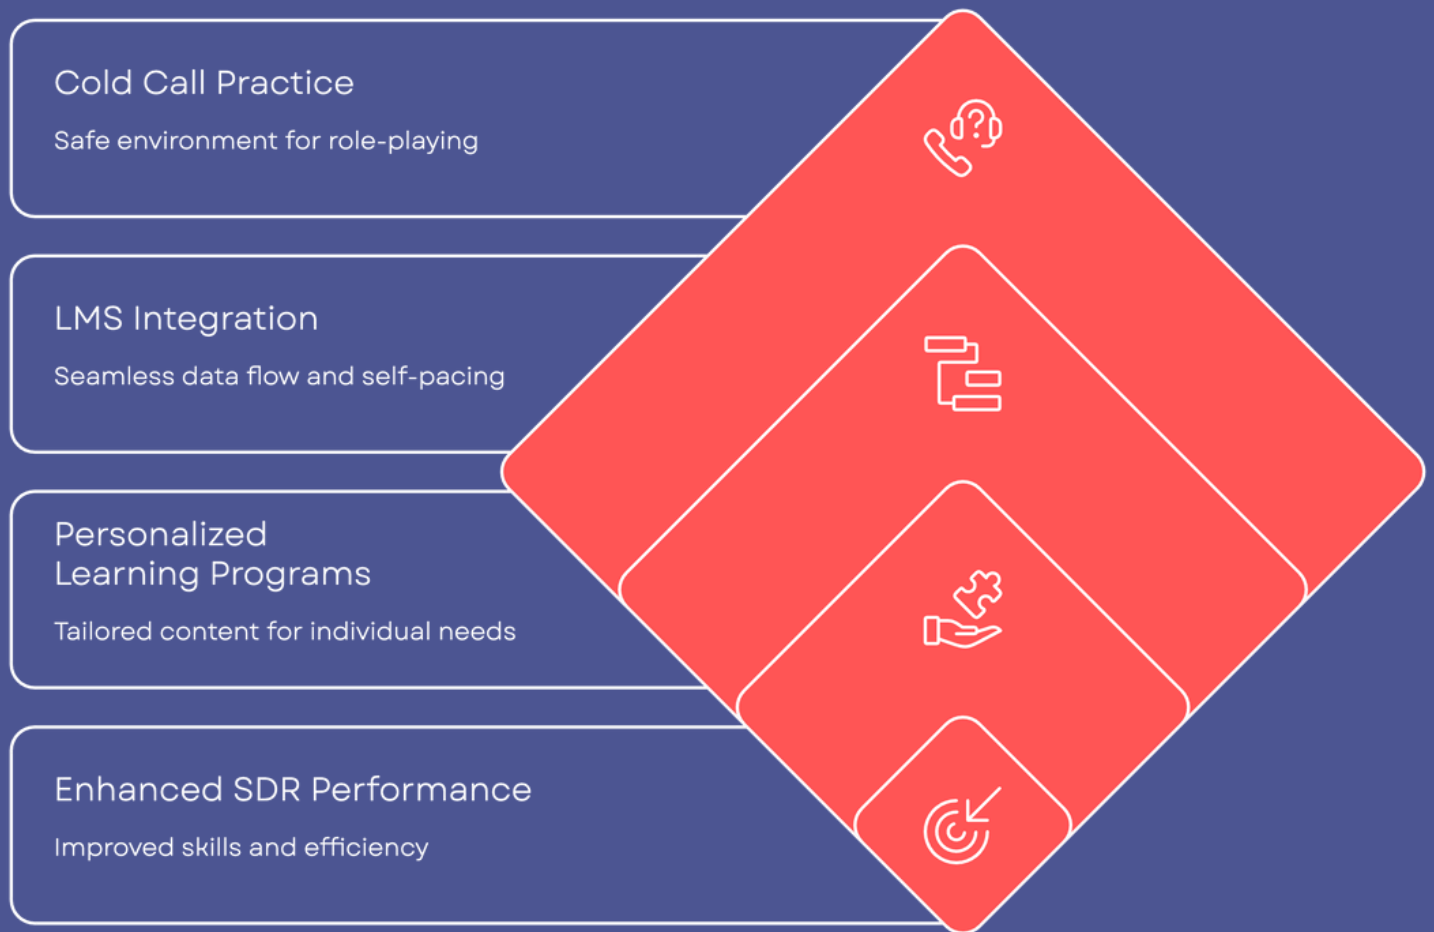 Cold Call Practice
Safe environment for role-playing
LMS Integration
Seamless data flow and self-pacing
Personalized
Learning Programs
Tailored content for individual needs
Enhanced SDR Performance
Improved skills and efficiency